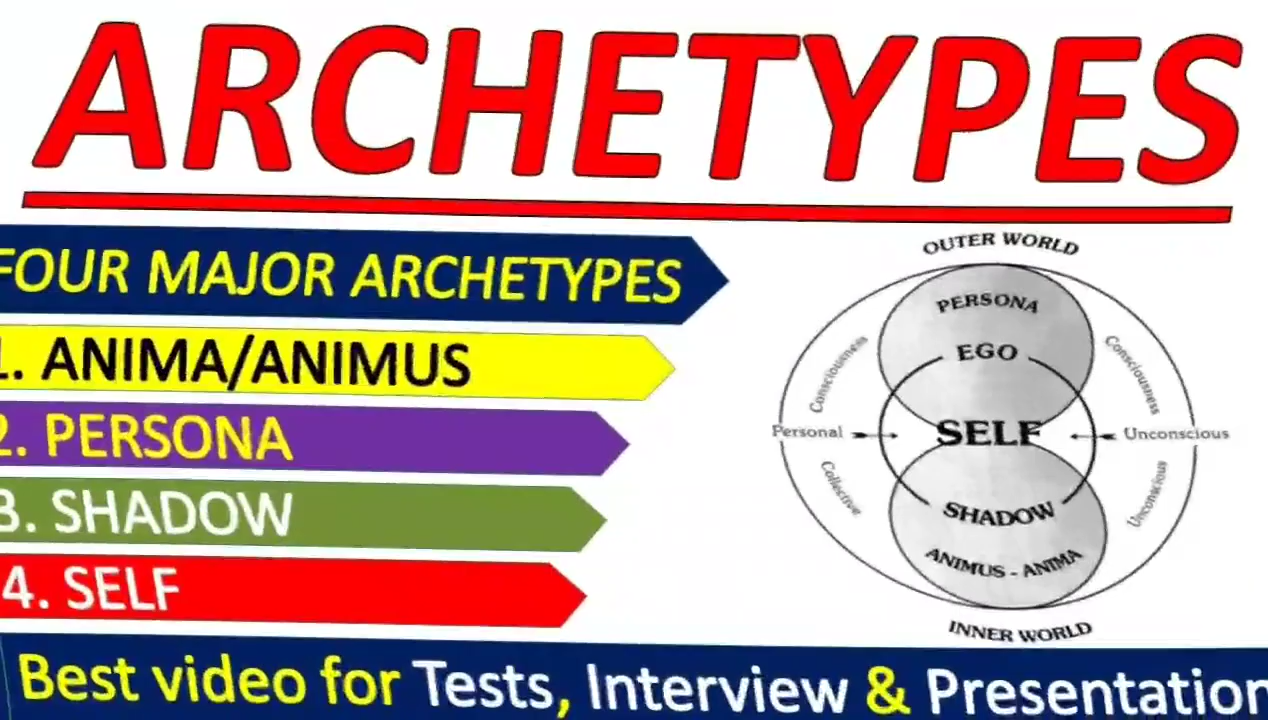 ARCHETYPES
FOUR MAJOR ARCHETYPES
1. ANIMA/ANIMUS
2. PERSONA
3. SHADOW
4. SELF
OUTER WORLD
PERSONA
EGO
Consciousness
Consciousness
Personal
SELF
Unconscious
Collective
Unconscious
SHADOW
ANIMUS - ANIMA
INNER WORLD
Best video for Tests, Interview & Presentation